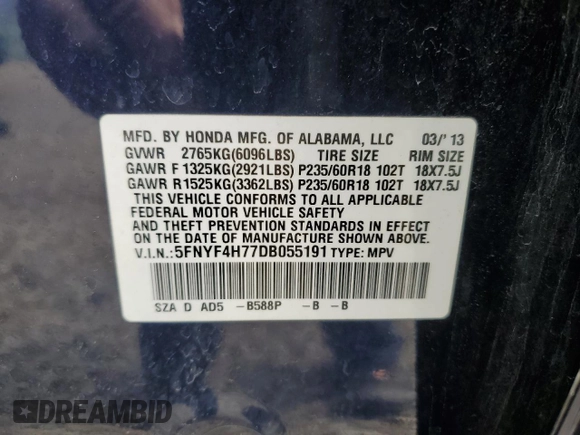 MFD. BY HONDA MFG. OF ALABAMA, LLC 03/'13
GVWR 2765KG(6096LBS) TIRE SIZE RIM SIZE
GAWR F 1325KG(2921LBS) P235/60R18 102T 18X7.5J
GAWR R 1525KG(3362LBS) P235/60R18 102T 18X7.5J
THIS VEHICLE CONFORMS TO ALL APPLICABLE
FEDERAL MOTOR VEHICLE SAFETY
AND THEFT PREVENTION STANDARDS IN EFFECT
ON THE DATE OF MANUFACTURE SHOWN ABOVE.
V.I.N.: 5FNYF4H77DB055191 TYPE: MPV
SZA D AD5 -B588P -B -B
DREAMBID